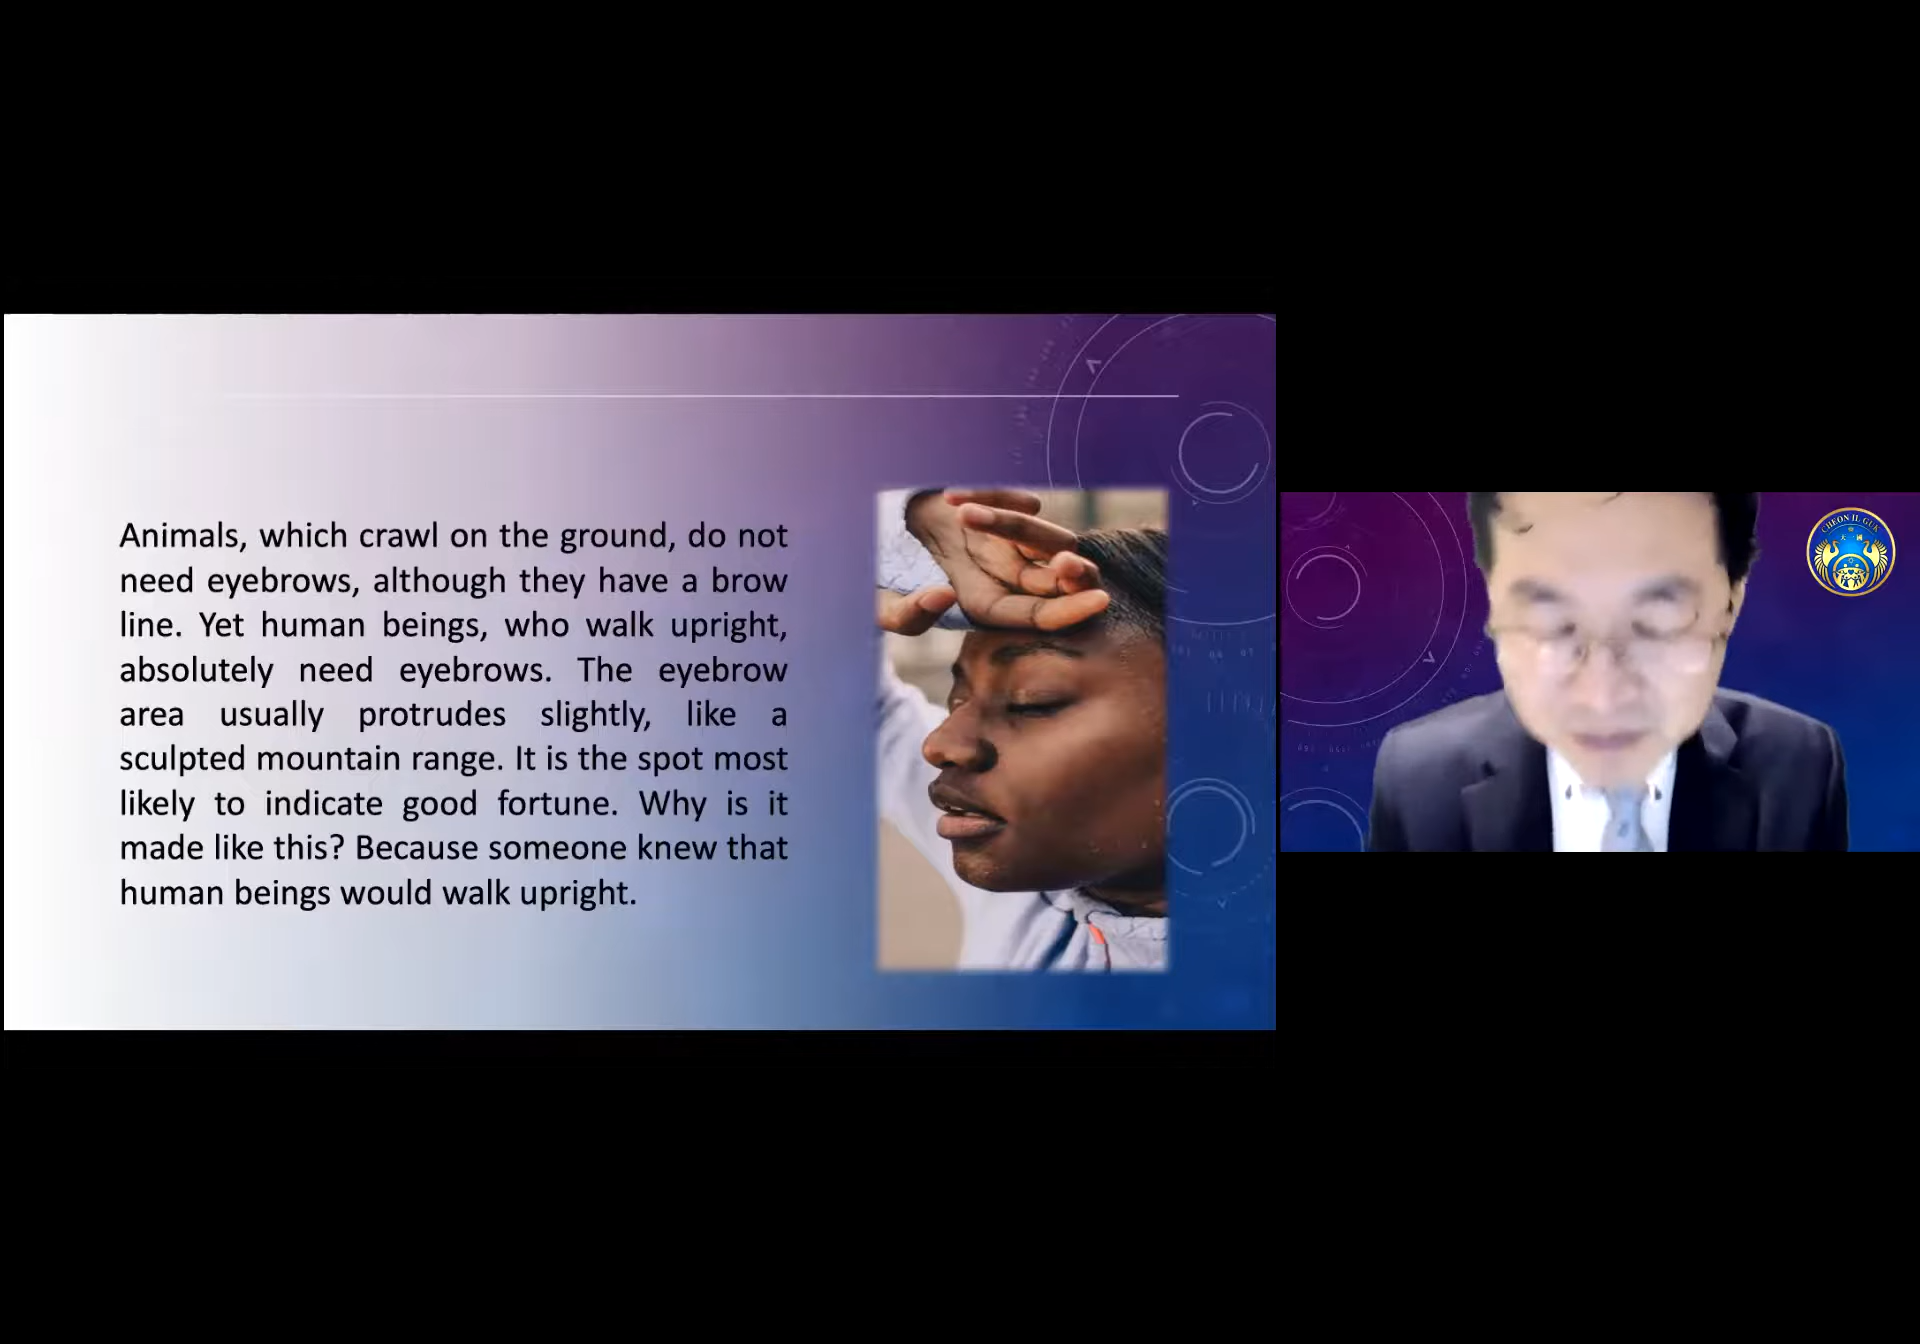 Animals, which crawl on the ground, do not
need eyebrows, although they have a brow
line. Yet human beings, who walk upright,
absolutely need eyebrows. The eyebrow
area usually protrudes slightly, like a
sculpted mountain range. It is the spot most
likely to indicate good fortune. Why is it
made like this? Because someone knew that
human beings would walk upright.
CHEON IL GUK